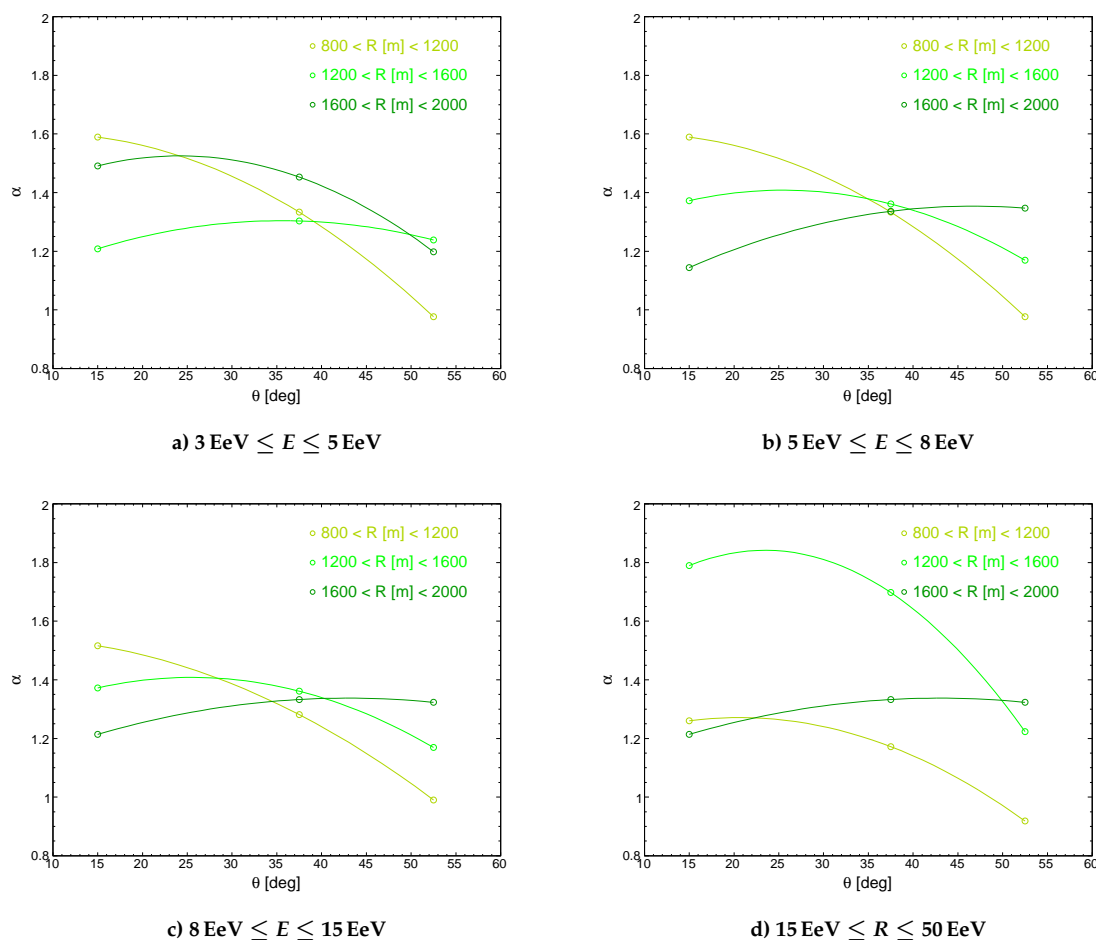 2
1.8
1.6
1.4
1.2
1
0.8
α
10 15 20 25 30 35 40 45 50 55 60
θ [deg]
800 < R [m] < 1200
1200 < R [m] < 1600
1600 < R [m] < 2000
a) 3 EeV ≤ E ≤ 5 EeV
2
1.8
1.6
1.4
1.2
1
0.8
α
10 15 20 25 30 35 40 45 50 55 60
θ [deg]
800 < R [m] < 1200
1200 < R [m] < 1600
1600 < R [m] < 2000
b) 5 EeV ≤ E ≤ 8 EeV
2
1.8
1.6
1.4
1.2
1
0.8
α
10 15 20 25 30 35 40 45 50 55 60
θ [deg]
800 < R [m] < 1200
1200 < R [m] < 1600
1600 < R [m] < 2000
c) 8 EeV ≤ E ≤ 15 EeV
2
1.8
1.6
1.4
1.2
1
0.8
α
10 15 20 25 30 35 40 45 50 55 60
θ [deg]
800 < R [m] < 1200
1200 < R [m] < 1600
1600 < R [m] < 2000
d) 15 EeV ≤ R ≤ 50 EeV